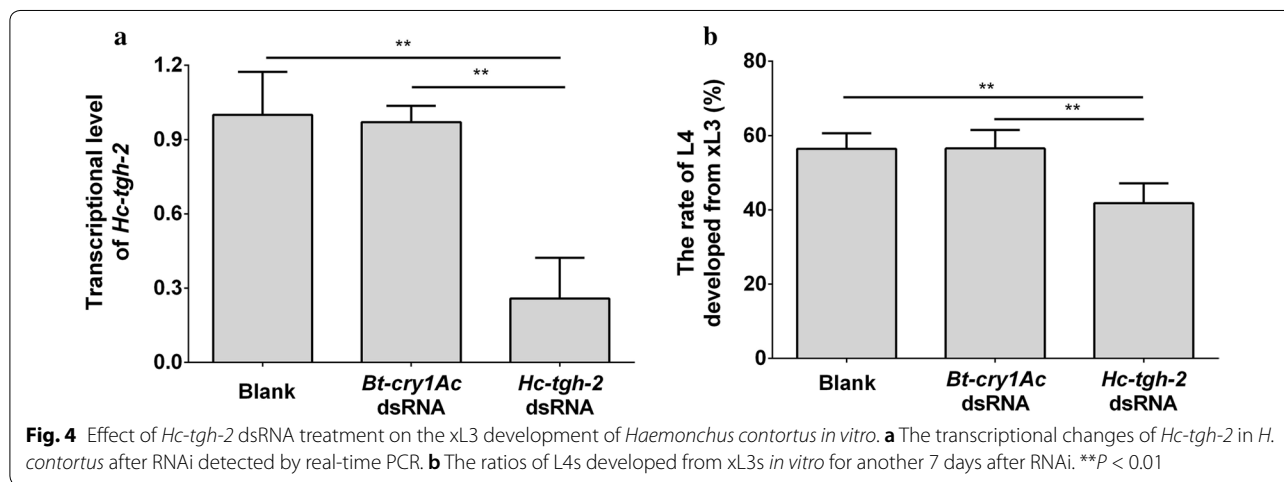 a
**
**
1.2
0.9
0.6
0.3
0.0
Transcriptional level
of Hc-tgh-2
Blank
Bt-cry1Ac
dsRNA
Hc-tgh-2
dsRNA
b
**
**
80
60
40
20
0
The rate of L4
developed from xL3 (%)
Blank
Bt-cry1Ac
dsRNA
Hc-tgh-2
dsRNA
Fig. 4 Effect of Hc-tgh-2 dsRNA treatment on the xL3 development of Haemonchus contortus in vitro. a The transcriptional changes of Hc-tgh-2 in H.
contortus after RNAi detected by real-time PCR. b The ratios of L4s developed from xL3s in vitro for another 7 days after RNAi. **P < 0.01